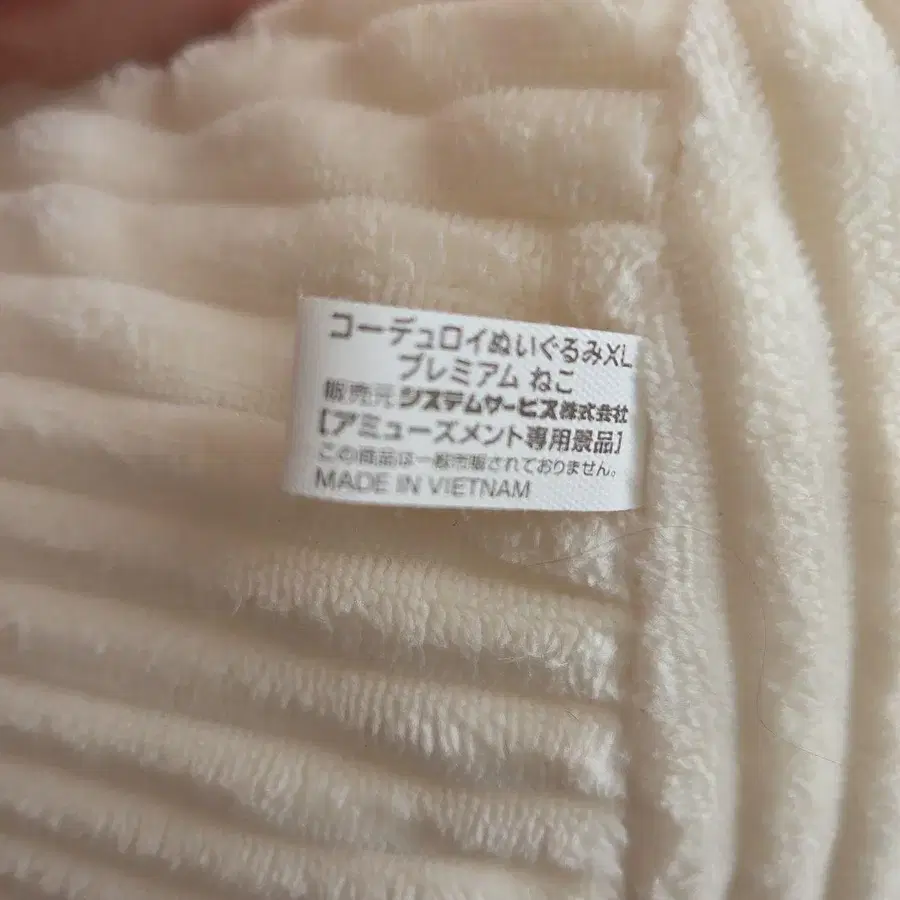 コーデュロイぬいぐるみXL
プレミアム ねこ
販売元 システムサービス株式会社
【アミューズメント専用景品】
この商品は一般市販されておりません。
MADE IN VIETNAM